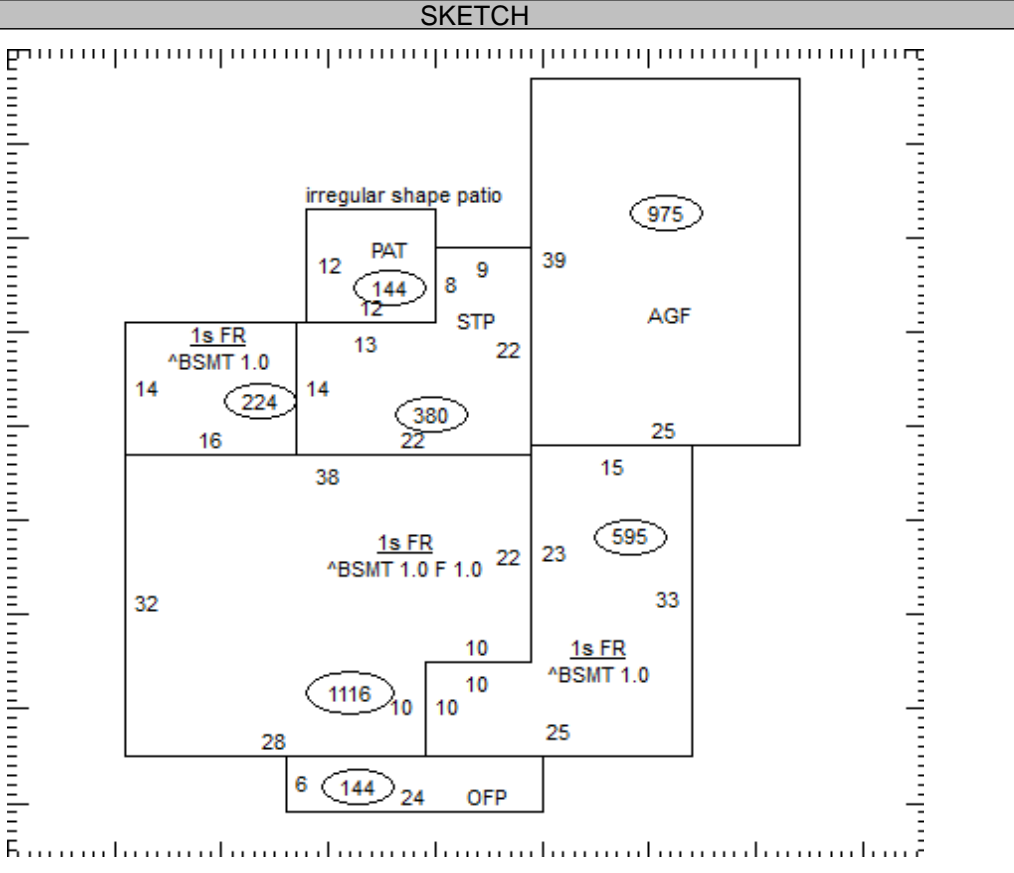 SKETCH
irregular shape patio
975
PAT
12
144
12
39
9
8
STP
AGF
1s FR
^BSMT 1.0
13
22
14
224
14
380
16
22
25
38
15
1s FR
^BSMT 1.0 F 1.0
22
23
595
32
33
10
1s FR
^BSMT 1.0
10
1116
10
10
28
25
6
144
24
OFP